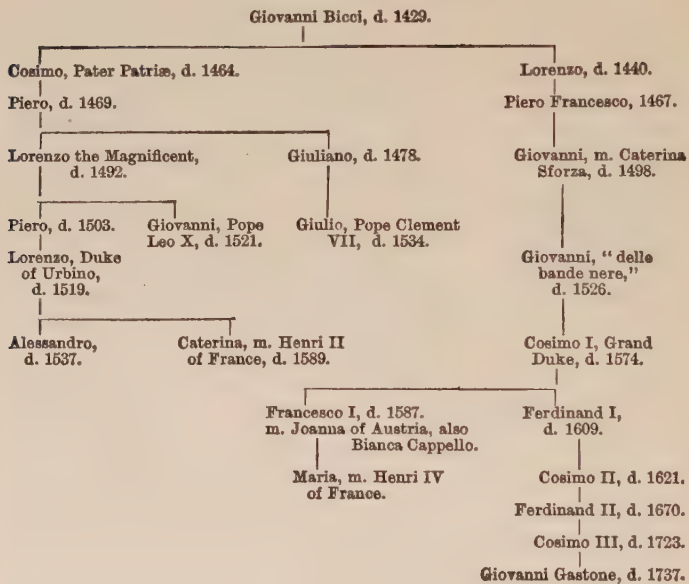 Giovanni Bicci, d. 1429.
Cosimo, Pater Patriæ, d. 1464.
Lorenzo, d. 1440.
Piero, d. 1469.
Piero Francesco, 1467.
Lorenzo the Magnificent,
d. 1492.
Giuliano, d. 1478.
Giovanni, m. Caterina
Sforza, d. 1498.
Piero, d. 1503.
Giovanni, Pope
Leo X, d. 1521.
Giulio, Pope Clement
VII, d. 1534.
Lorenzo, Duke
of Urbino,
d. 1519.
Giovanni, "delle
bande nere,"
d. 1526.
Alessandro,
d. 1537.
Caterina, m. Henri II
of France, d. 1589.
Cosimo I, Grand
Duke, d. 1574.
Francesco I, d. 1587.
m. Joanna of Austria, also
Bianca Cappello.
Ferdinand I,
d. 1609.
Maria, m. Henri IV
of France.
Cosimo II, d. 1621.
Ferdinand II, d. 1670.
Cosimo III, d. 1723.
Giovanni Gastone, d. 1737.